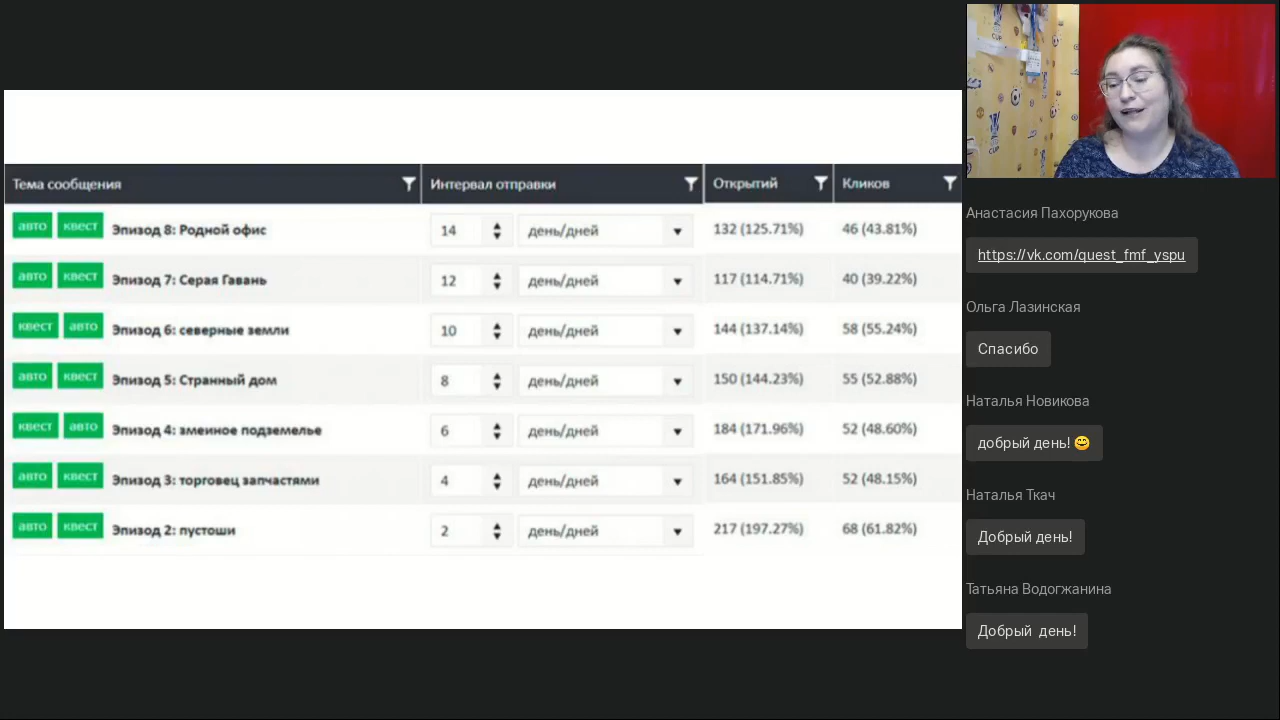 Тема сообщения Интервал отправки Открытий Кликов
авто квест Эпизод 8: Родной офис 14 день/дней 132 (125.71%) 46 (43.81%)
авто квест Эпизод 7: Серая Гавань 12 день/дней 117 (114.71%) 40 (39.22%)
квест авто Эпизод 6: северные земли 10 день/дней 144 (137.14%) 58 (55.24%)
авто квест Эпизод 5: Странный дом 8 день/дней 150 (144.23%) 55 (52.88%)
квест авто Эпизод 4: змеиное подземелье 6 день/дней 184 (171.96%) 52 (48.60%)
авто квест Эпизод 3: торговец запчастями 4 день/дней 164 (151.85%) 52 (48.15%)
авто квест Эпизод 2: пустоши 2 день/дней 217 (197.27%) 68 (61.82%)
CUP
CUP
Анастасия Пахорукова
https://vk.com/quest_fmf_yspu
Ольга Лазинская
Спасибо
Наталья Новикова
добрый день! 😊
Наталья Ткач
Добрый день!
Татьяна Водогжанина
Добрый день!